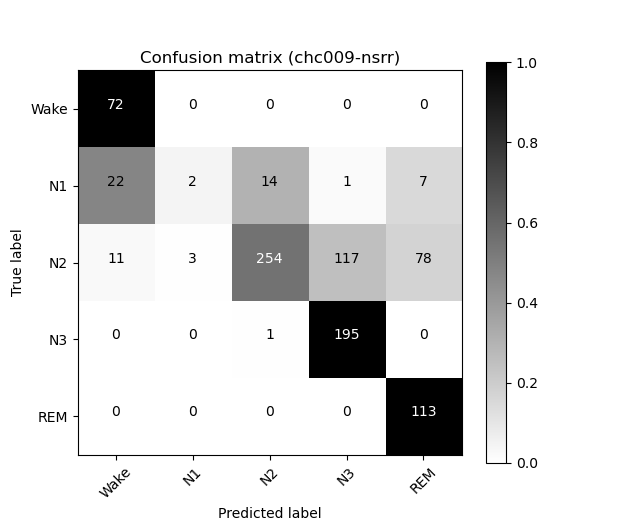 Confusion matrix (chc009-nsrr)
True label
Wake 72 0 0 0 0
N1 22 2 14 1 7
N2 11 3 254 117 78
N3 0 0 1 195 0
REM 0 0 0 0 113
Wake N1 N2 N3 REM
Predicted label
1.0
0.8
0.6
0.4
0.2
0.0